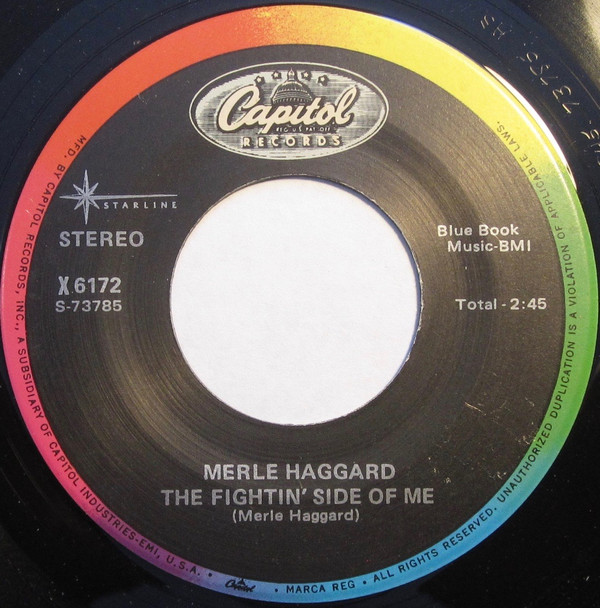 Capitol
REG. U.S. PAT. OFF.
RECORDS
STARLINE
STEREO
X6172
S-73785
Blue Book
Music-BMI
Total - 2:45
MERLE HAGGARD
THE FIGHTIN' SIDE OF ME
(Merle Haggard)
MFD. BY CAPITOL RECORDS, INC., A SUBSIDIARY OF CAPITOL INDUSTRIES-EMI, U.S.A. • Capitol • MARCA REG • ALL RIGHTS RESERVED. UNAUTHORIZED DUPLICATION IS A VIOLATION OF APPLICABLE LAWS.